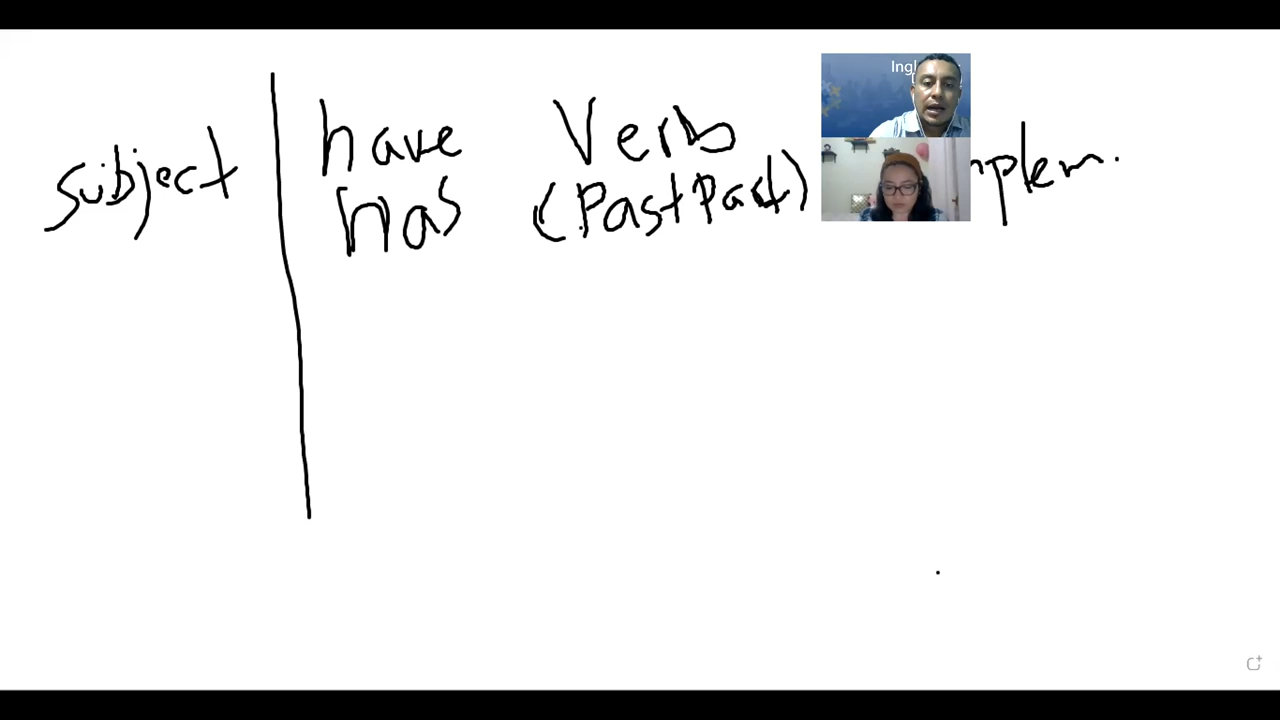 subject
have Verb
has (Past Part)
mplem.
Ingl